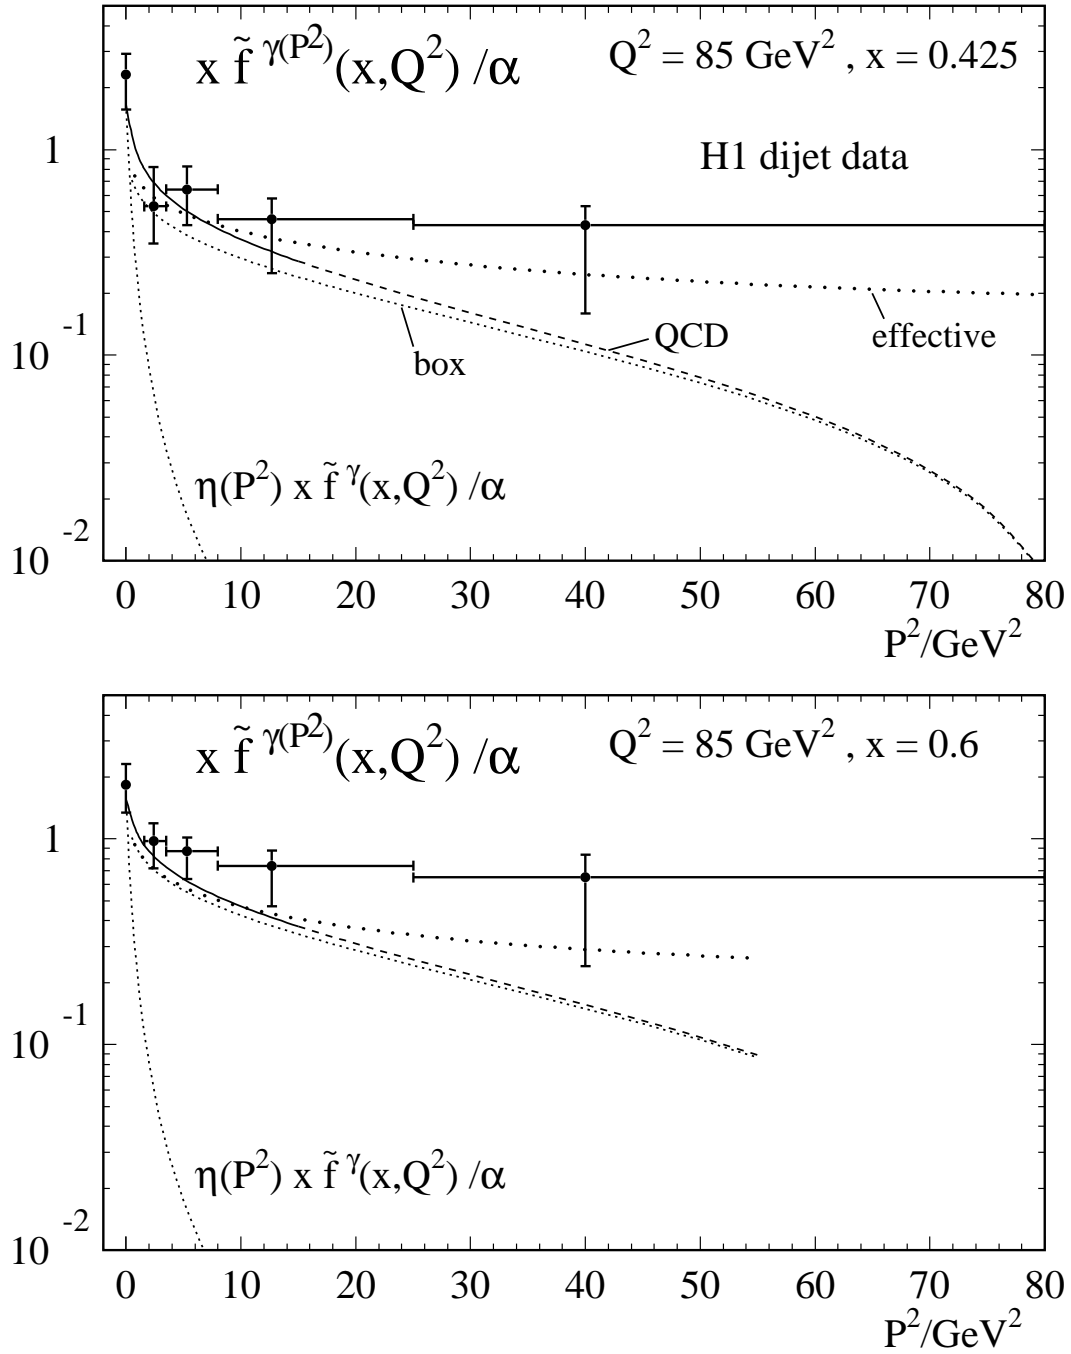 x f̃ γ(P²)(x,Q²) /α
Q² = 85 GeV² , x = 0.425
H1 dijet data
1
10⁻¹
10⁻²
effective
QCD
box
η(P²) x f̃ γ(x,Q²) /α
0 10 20 30 40 50 60 70 80
P²/GeV²
x f̃ γ(P²)(x,Q²) /α
Q² = 85 GeV² , x = 0.6
1
10⁻¹
10⁻²
η(P²) x f̃ γ(x,Q²) /α
0 10 20 30 40 50 60 70 80
P²/GeV²